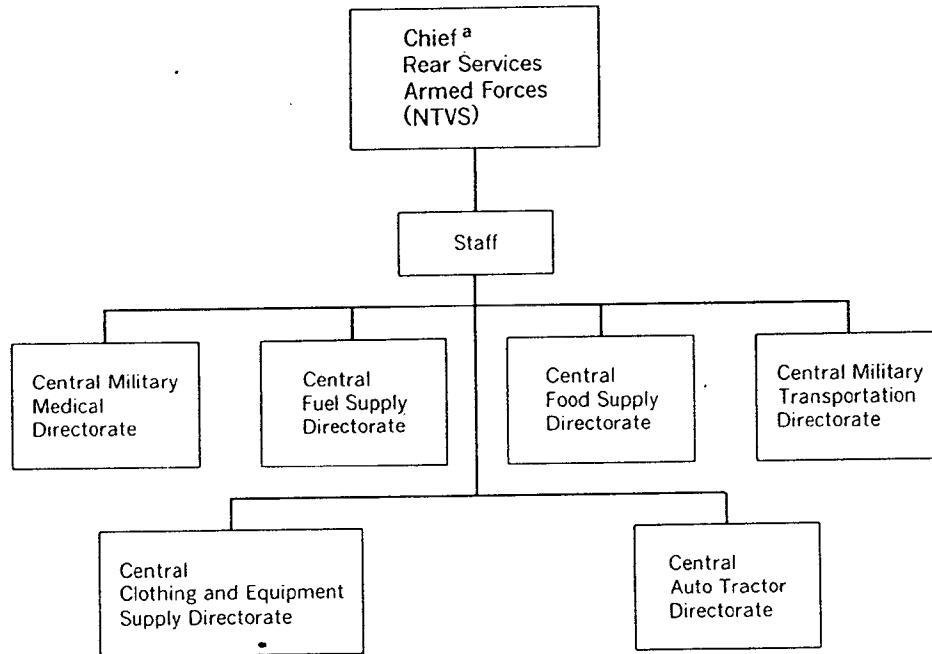 Chief a
Rear Services
Armed Forces
(NTVS)
Staff
Central Military
Medical
Directorate
Central
Fuel Supply
Directorate
Central
Food Supply
Directorate
Central Military
Transportation
Directorate
Central
Clothing and Equipment
Supply Directorate
Central
Auto Tractor
Directorate